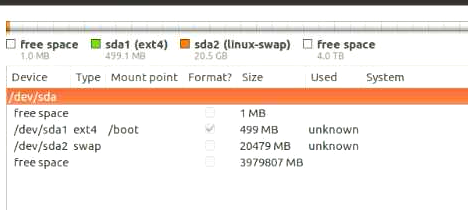 free space sda1 (ext4) sda2 (linux-swap) free space
1.0 MB 499.1 MB 20.5 GB 4.0 TB
Device Type Mount point Format? Size Used System
/dev/sda
free space 1 MB
/dev/sda1 ext4 /boot 499 MB unknown
/dev/sda2 swap 20479 MB unknown
free space 3979807 MB